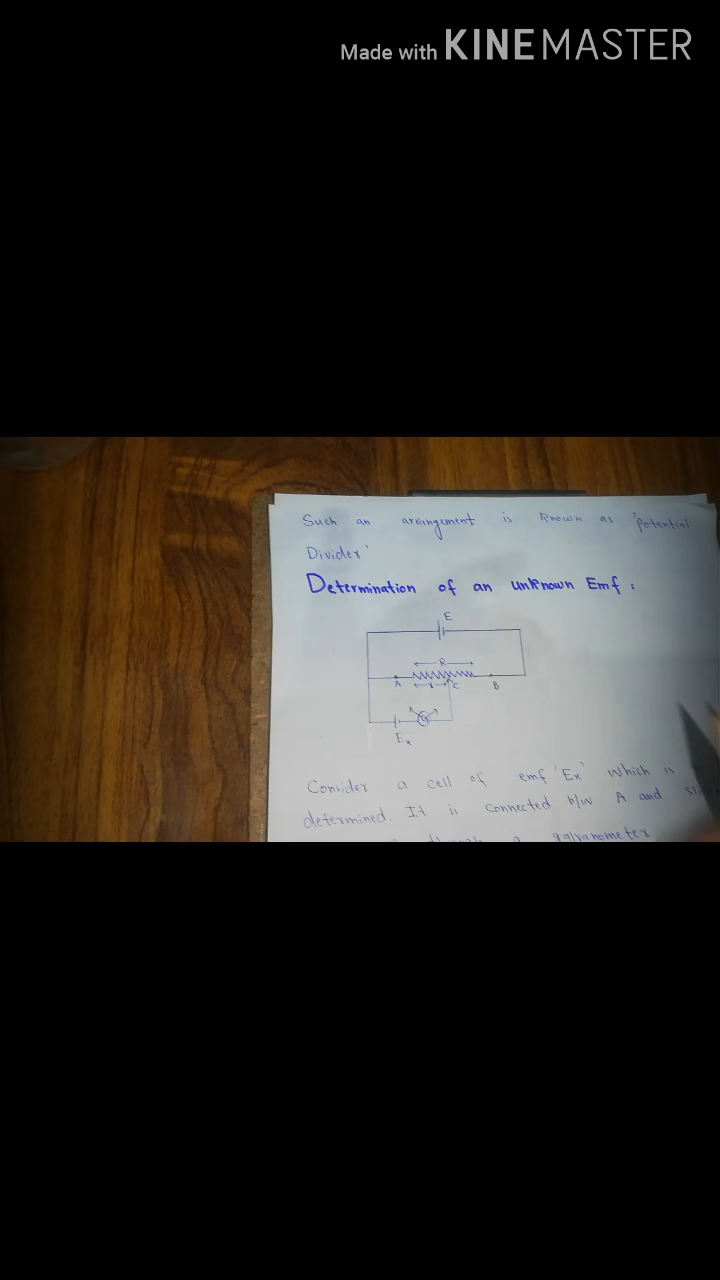 Made with KINEMASTER
Such an arrangement is known as 'potential
Divider'
Determination of an unknown Emf :
E
R
A r C B
G
Ex
Consider a cell of emf 'Ex' which is
determined. It is connected b/w A and
a galvanometer